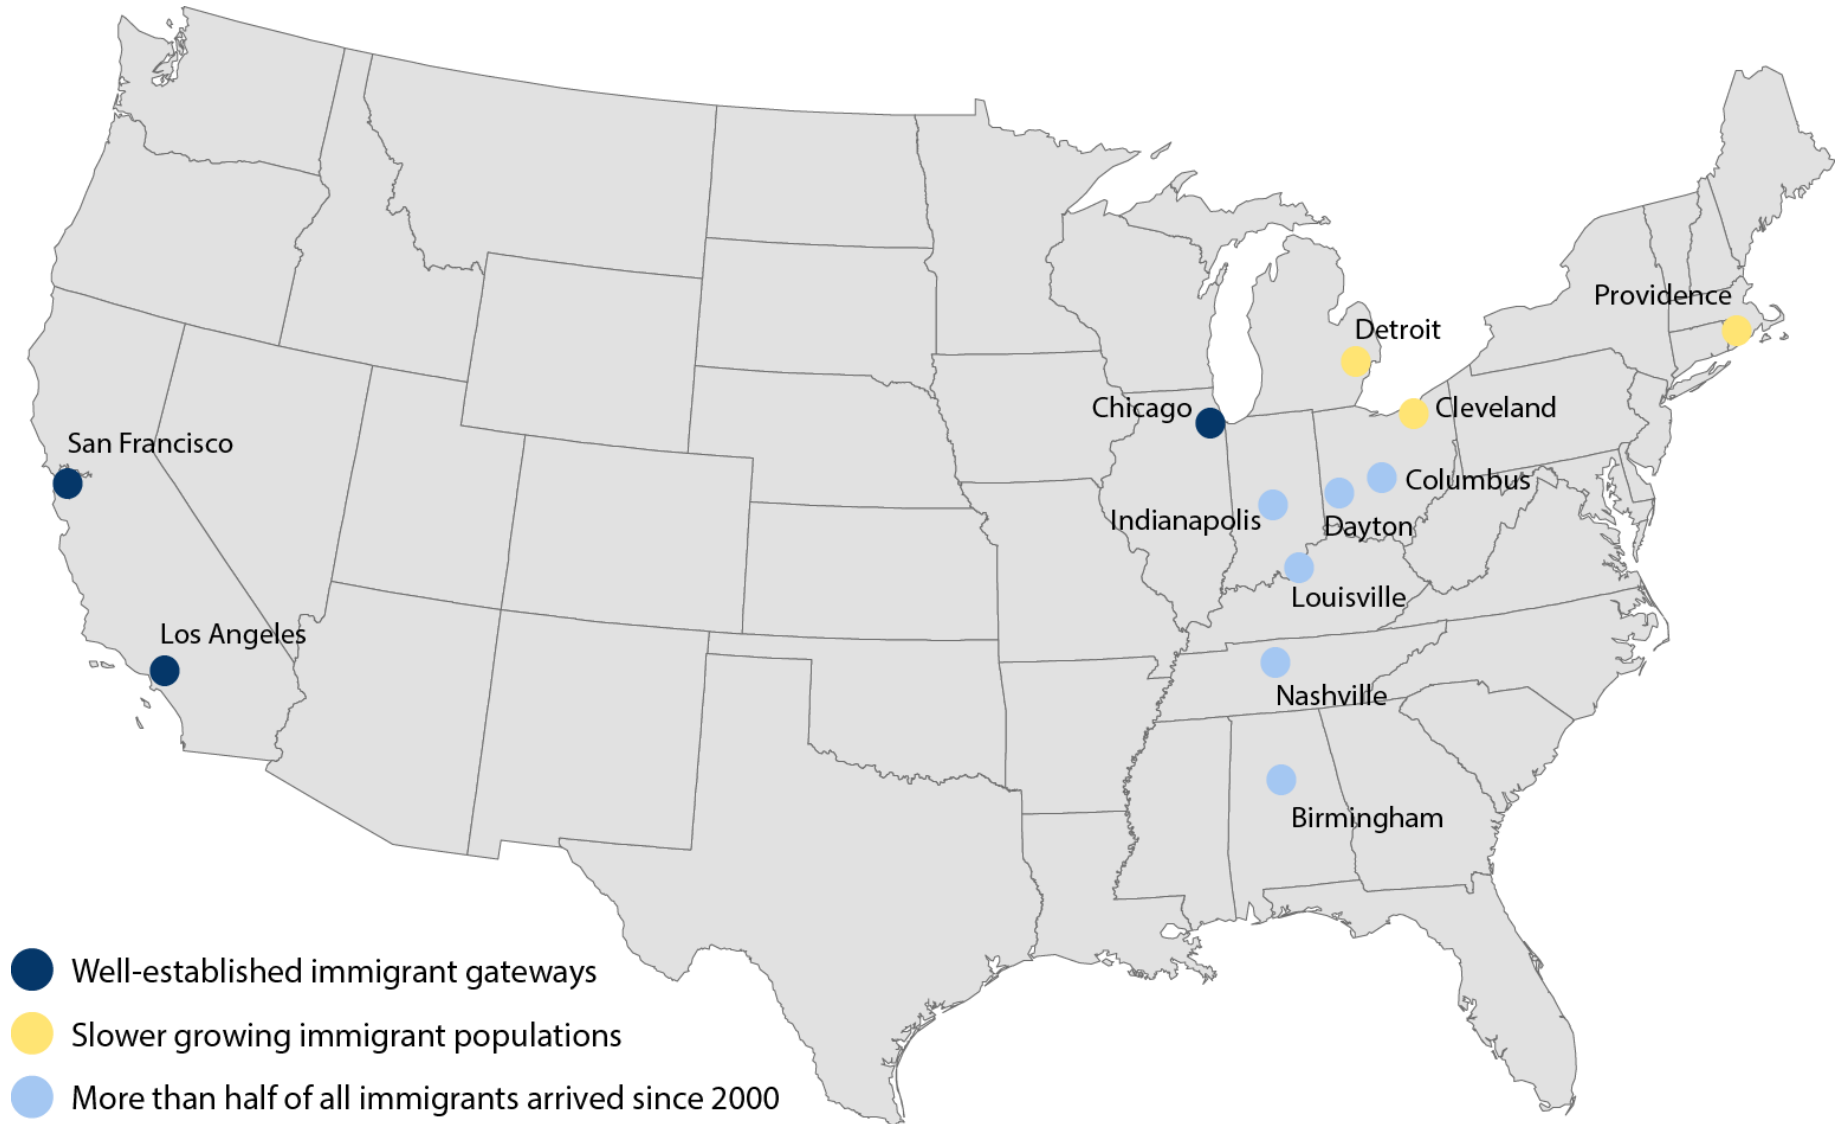 Providence
Detroit
Chicago
Cleveland
San Francisco
Columbus
Indianapolis
Dayton
Louisville
Los Angeles
Nashville
Birmingham
Well-established immigrant gateways
Slower growing immigrant populations
More than half of all immigrants arrived since 2000